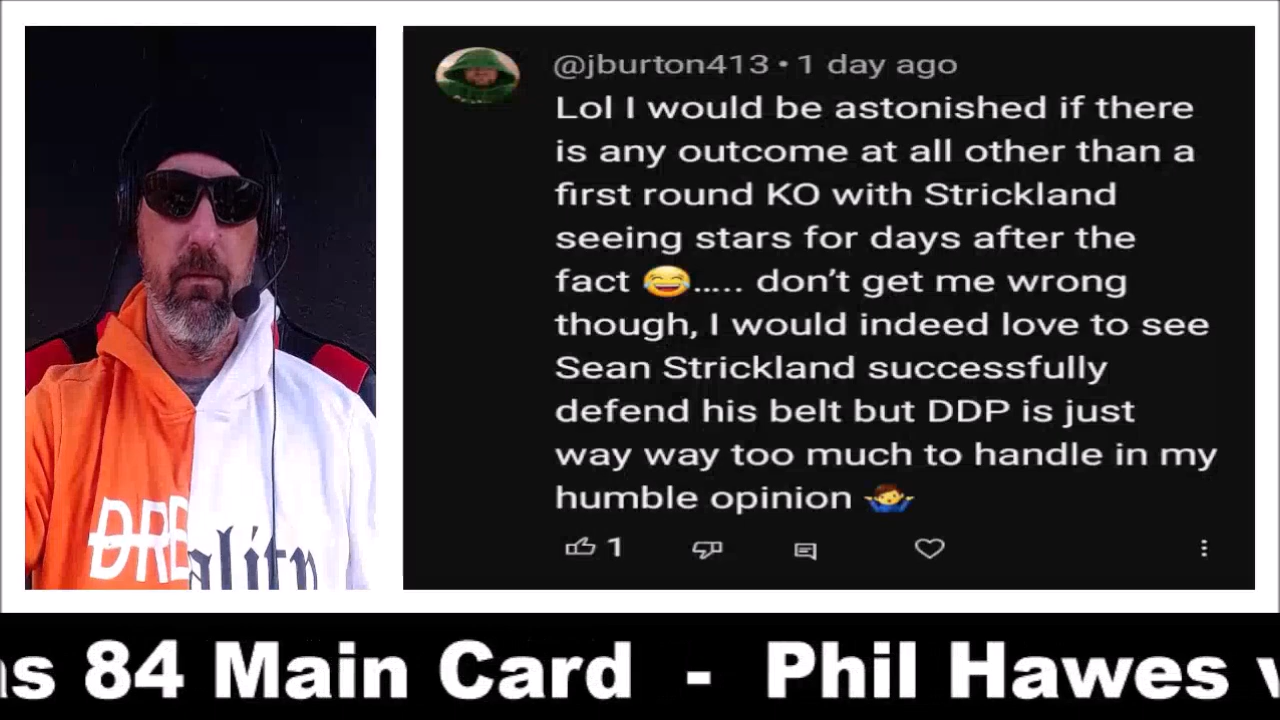 @jburton413 • 1 day ago
Lol I would be astonished if there
is any outcome at all other than a
first round KO with Strickland
seeing stars for days after the
fact 😂..... don’t get me wrong
though, I would indeed love to see
Sean Strickland successfully
defend his belt but DDP is just
way way too much to handle in my
humble opinion 🤷‍♂️
1
DRE
ality
as 84 Main Card - Phil Hawes v